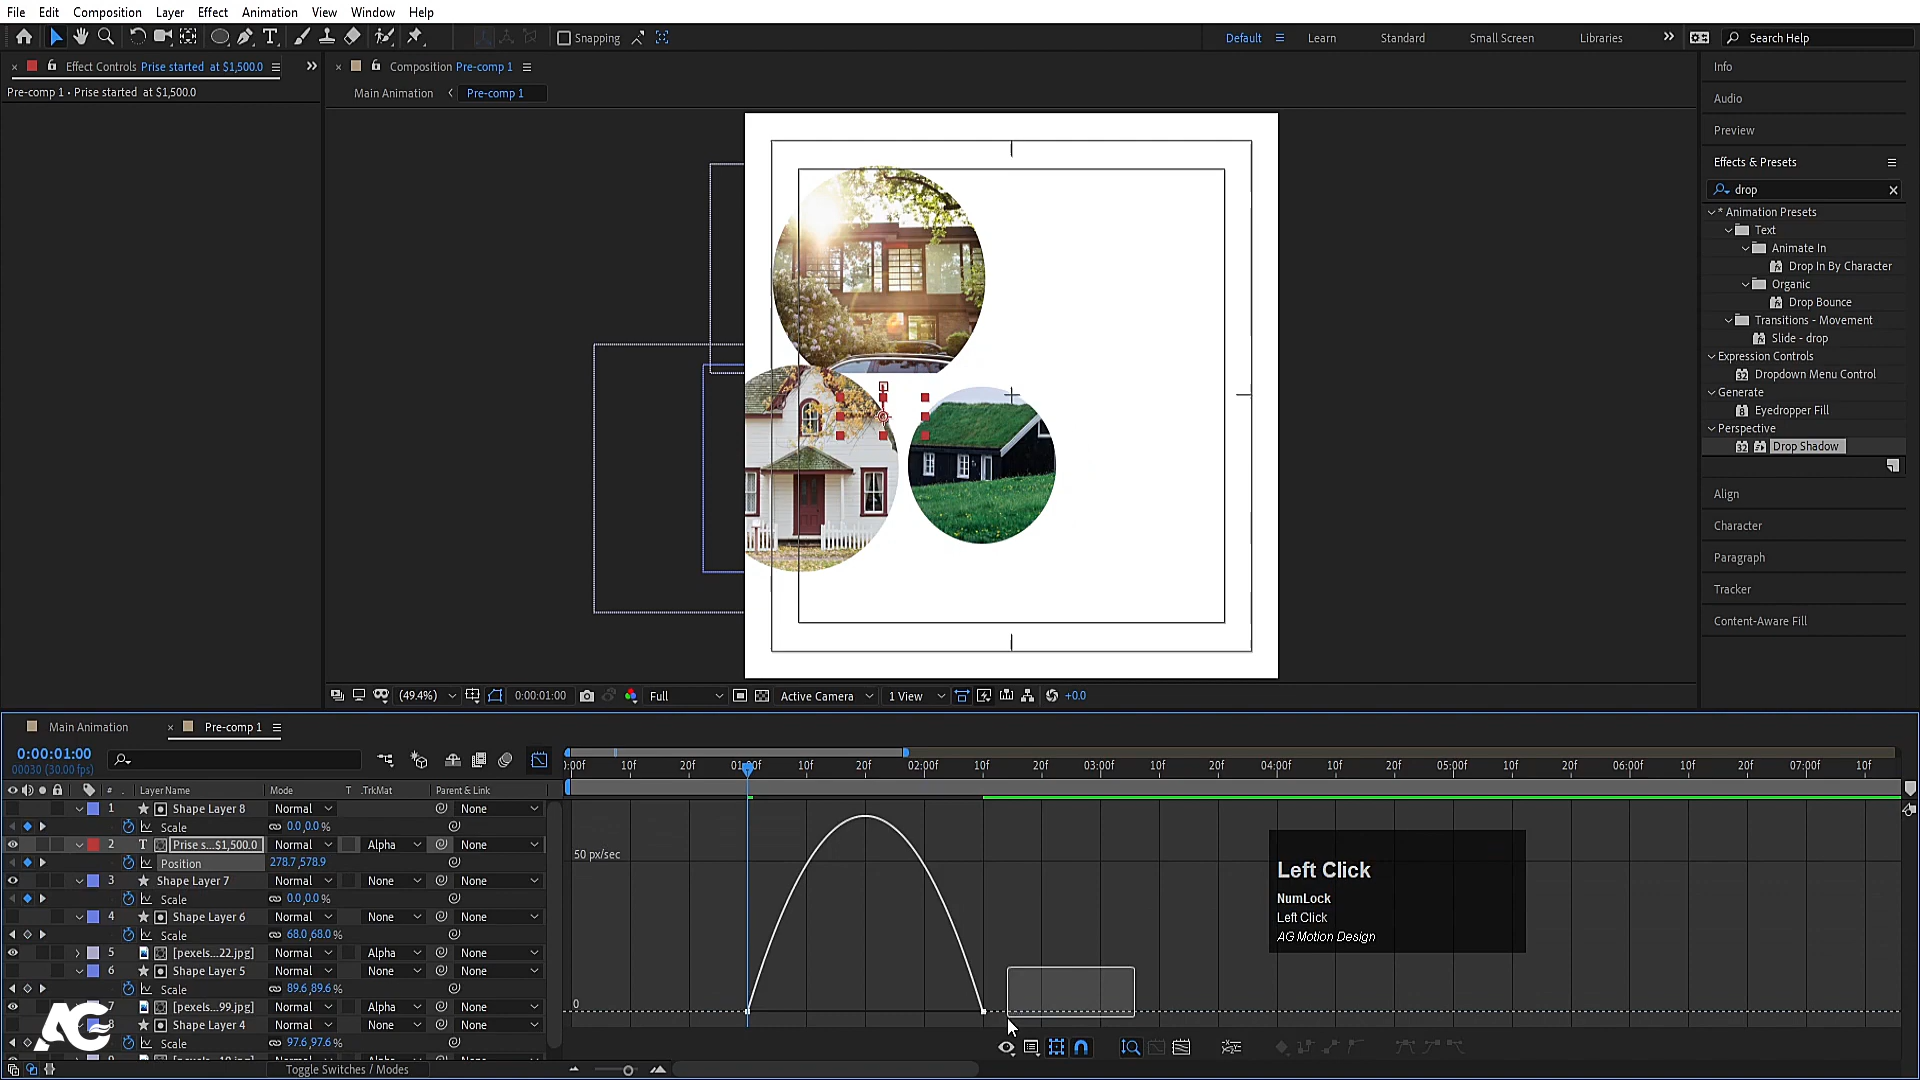 File Edit Composition Layer Effect Animation View Window Help
Snapping
Default Learn Standard Small Screen Libraries Search Help
Effect Controls Prise started at $1,500.0
Composition Pre-comp 1
Info
Pre-comp 1 • Prise started at $1,500.0
Main Animation Pre-comp 1
Audio
Preview
Effects & Presets
drop
* Animation Presets
Text
Animate In
Drop In By Character
Organic
Drop Bounce
Transitions - Movement
Slide - drop
Expression Controls
Dropdown Menu Control
Generate
Eyedropper Fill
Perspective
Drop Shadow
Align
Character
Paragraph
Tracker
Content-Aware Fill
(49.4%) 0:00:01:00 Full Active Camera 1 View +0.0
Main Animation Pre-comp 1
0:00:01:00
00030 (30.00 fps)
:00f 10f 20f 01:00f 10f 20f 02:00f 10f 20f 03:00f 10f 20f 04:00f 10f 20f 05:00f 10f 20f 06:00f 10f 20f 07:00f 10f
# Layer Name Mode T .TrkMat Parent & Link
1 Shape Layer 8 Normal None
Scale 0.0,0.0 %
2 T Prise s...$1,500.0 Normal Alpha None
Position 278.7,578.9
3 Shape Layer 7 Normal None None
Scale 0.0,0.0 %
4 Shape Layer 6 Normal None None
Scale 68.0,68.0 %
5 [pexels...22.jpg] Normal Alpha None
6 Shape Layer 5 Normal None None
Scale 89.6,89.6 %
7 [pexels...99.jpg] Normal Alpha None
8 Shape Layer 4 Normal None None
Scale 97.6,97.6 %
Toggle Switches / Modes
50 px/sec
0
Left Click
NumLock
Left Click
AG Motion Design
AG